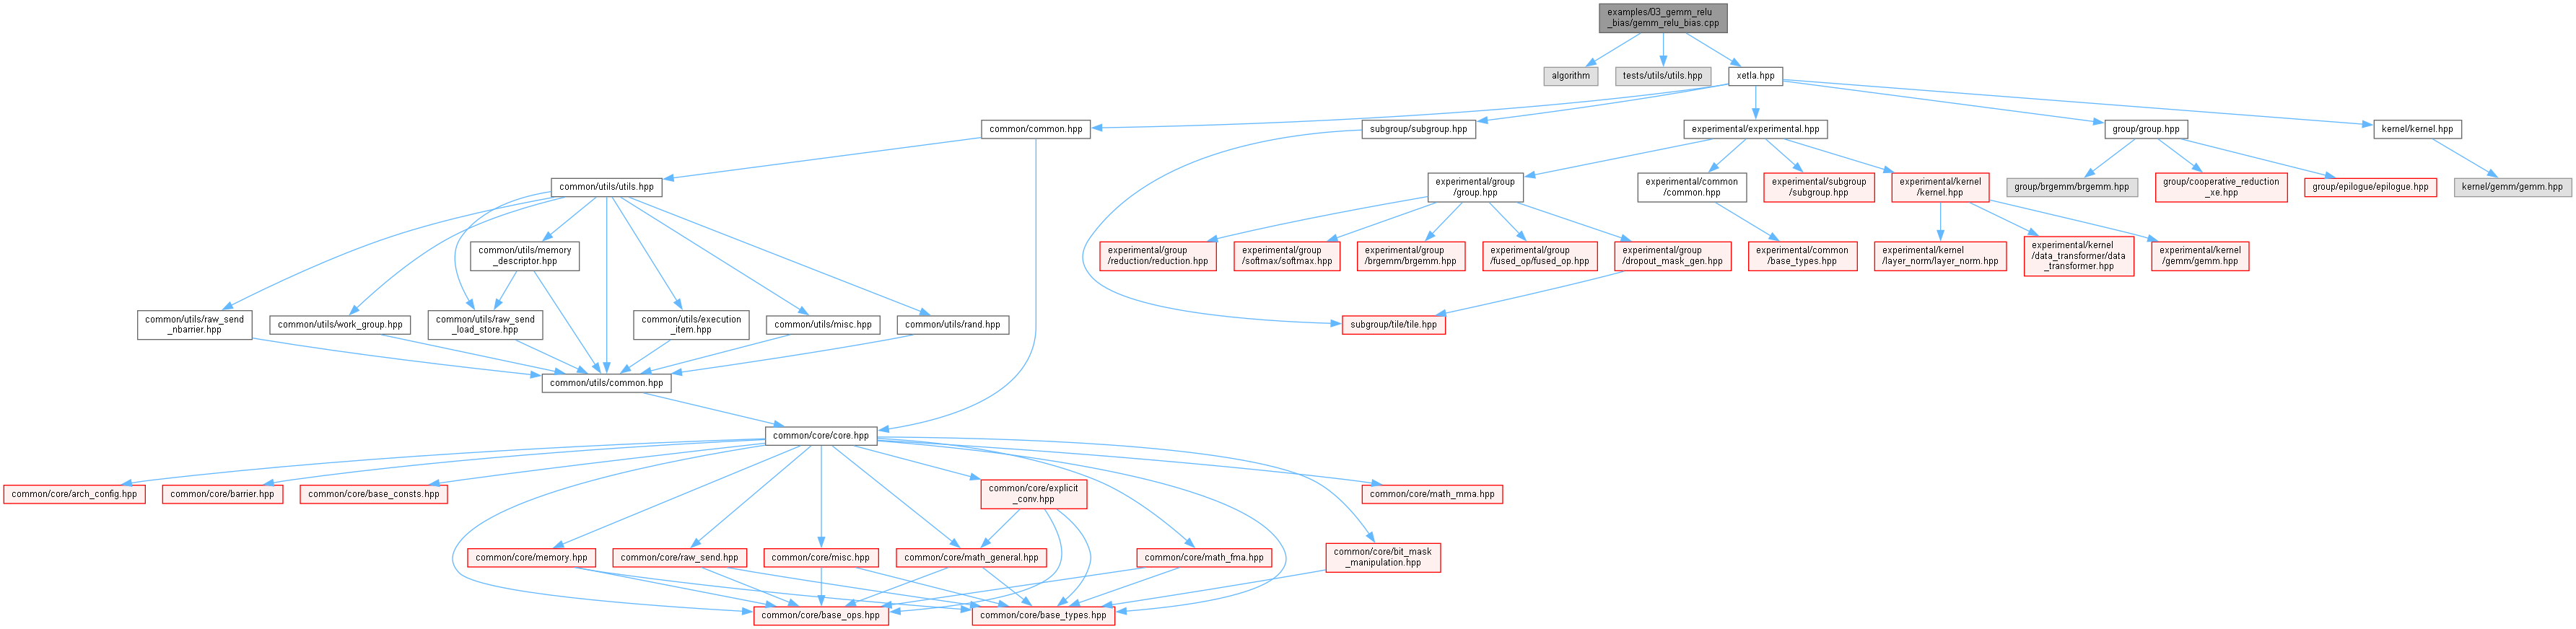 examples/03_gemm_relu
_bias/gemm_relu_bias.cpp
algorithm
tests/utils/utils.hpp
xetla.hpp
common/common.hpp
subgroup/subgroup.hpp
experimental/experimental.hpp
group/group.hpp
kernel/kernel.hpp
common/utils/utils.hpp
experimental/group
/group.hpp
experimental/common
/common.hpp
experimental/subgroup
/subgroup.hpp
experimental/kernel
/kernel.hpp
group/brgemm/brgemm.hpp
group/cooperative_reduction
_xe.hpp
group/epilogue/epilogue.hpp
kernel/gemm/gemm.hpp
common/utils/memory
_descriptor.hpp
experimental/group
/reduction/reduction.hpp
experimental/group
/softmax/softmax.hpp
experimental/group
/brgemm/brgemm.hpp
experimental/group
/fused_op/fused_op.hpp
experimental/group
/dropout_mask_gen.hpp
experimental/common
/base_types.hpp
experimental/kernel
/layer_norm/layer_norm.hpp
experimental/kernel
/data_transformer/data
_transformer.hpp
experimental/kernel
/gemm/gemm.hpp
common/utils/raw_send
_nbarrier.hpp
common/utils/work_group.hpp
common/utils/raw_send
_load_store.hpp
common/utils/execution
_item.hpp
common/utils/misc.hpp
common/utils/rand.hpp
subgroup/tile/tile.hpp
common/utils/common.hpp
common/core/core.hpp
common/core/arch_config.hpp
common/core/barrier.hpp
common/core/base_consts.hpp
common/core/explicit
_conv.hpp
common/core/math_mma.hpp
common/core/memory.hpp
common/core/raw_send.hpp
common/core/misc.hpp
common/core/math_general.hpp
common/core/math_fma.hpp
common/core/bit_mask
_manipulation.hpp
common/core/base_ops.hpp
common/core/base_types.hpp